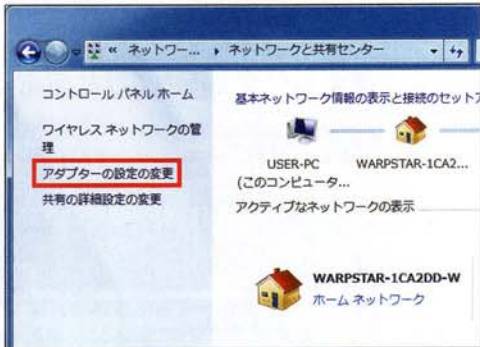 « ネットワー... ▸ ネットワークと共有センター
コントロール パネル ホーム
ワイヤレス ネットワークの管
理
アダプターの設定の変更
共有の詳細設定の変更
基本ネットワーク情報の表示と接続のセットア
USER-PC
(このコンピュータ...
WARPSTAR-1CA2...
アクティブなネットワークの表示
WARPSTAR-1CA2DD-W
ホーム ネットワーク